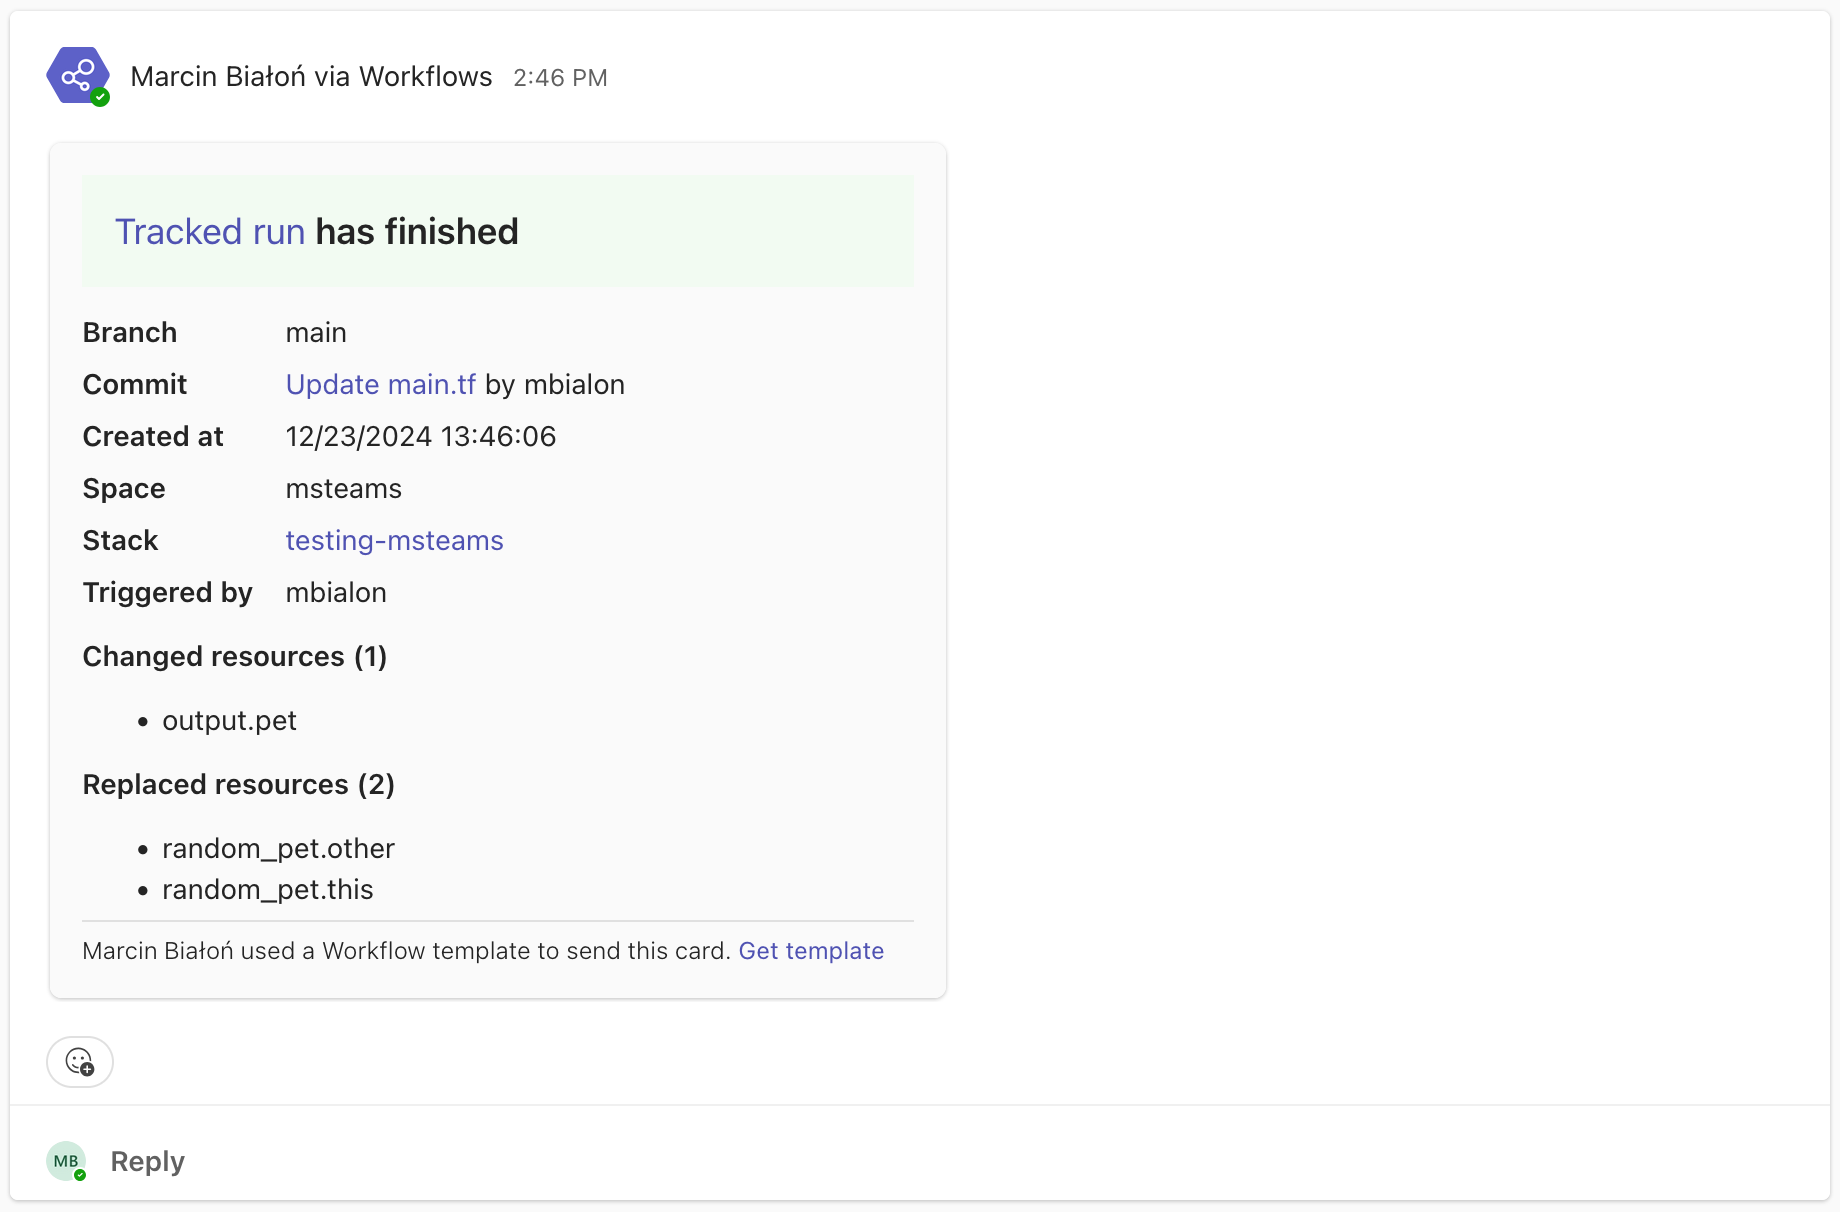 Marcin Białoń via Workflows 2:46 PM
Tracked run has finished
Branch main
Commit Update main.tf by mbialon
Created at 12/23/2024 13:46:06
Space msteams
Stack testing-msteams
Triggered by mbialon
Changed resources (1)
• output.pet
Replaced resources (2)
• random_pet.other
• random_pet.this
Marcin Białoń used a Workflow template to send this card. Get template
MB Reply